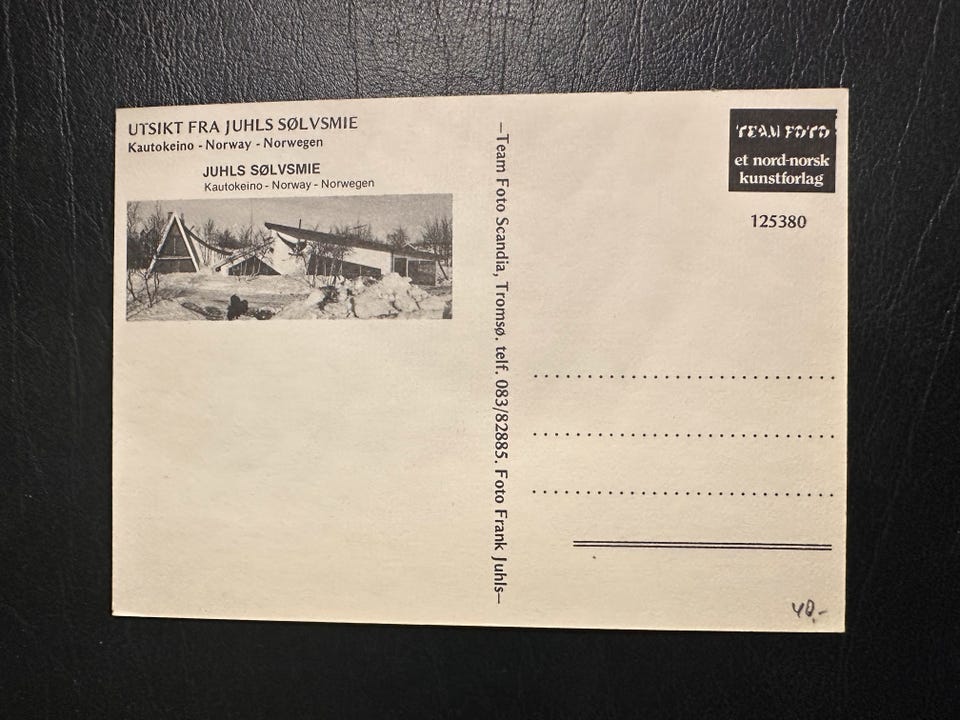 UTSIKT FRA JUHLS SØLVSMIE
Kautokeino - Norway - Norwegen
JUHLS SØLVSMIE
Kautokeino - Norway - Norwegen
—Team Foto Scandia, Tromsø. telf. 083/82885. Foto Frank Juhls—
TEAM FOTO
et nord-norsk
kunstforlag
125380
40,-